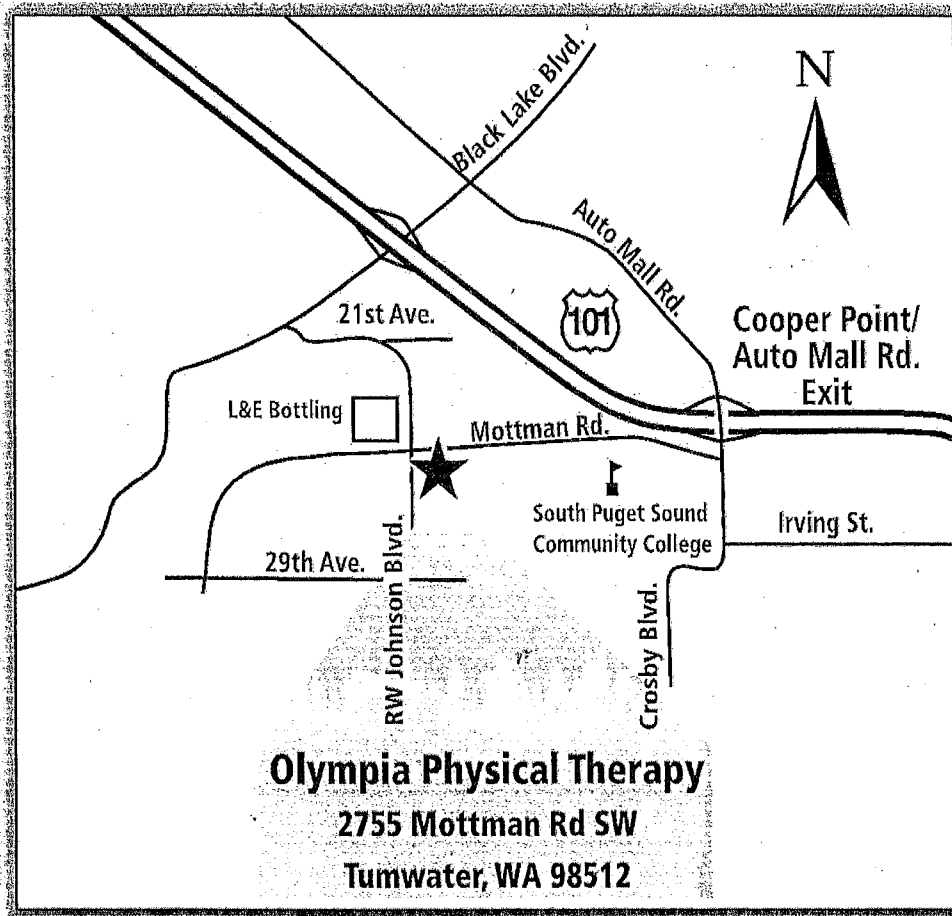 Black Lake Blvd.
N
Auto Mall Rd.
101
21st Ave.
Cooper Point/
Auto Mall Rd.
Exit
L&E Bottling
Mottman Rd.
South Puget Sound
Community College
Irving St.
29th Ave.
RW Johnson Blvd.
Crosby Blvd.
Olympia Physical Therapy
2755 Mottman Rd SW
Tumwater, WA 98512